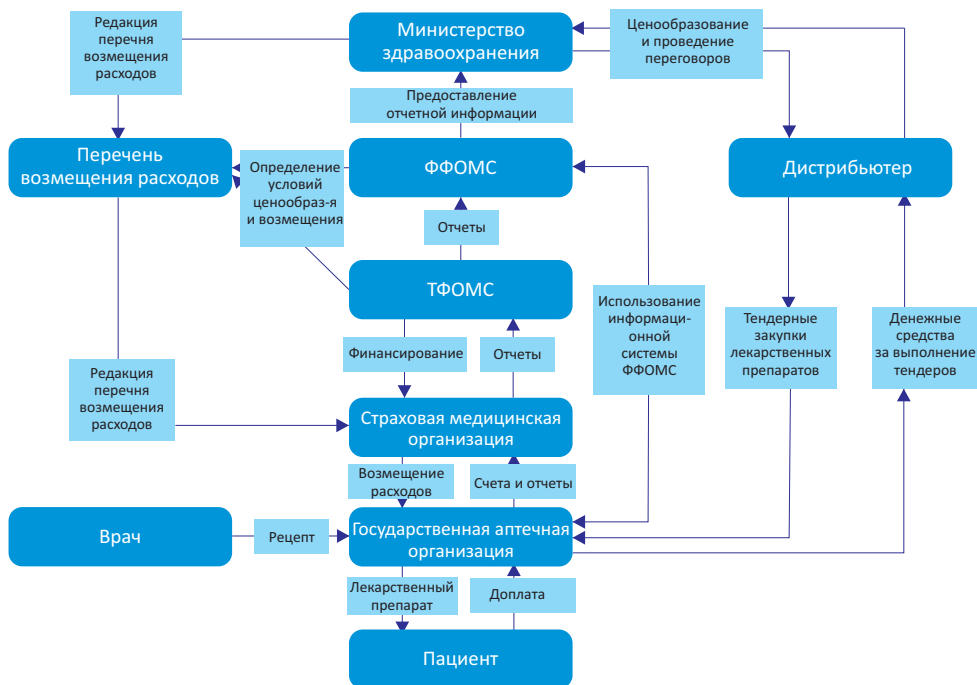 Редакция
перечня
возмещения
расходов
Министерство
здравоохранения
Ценообразование
и проведение
переговоров
Предоставление
отчетной информации
Перечень
возмещения расходов
Определение
условий
ценообраз-я
и возмещения
ФФОМС
Дистрибьютер
Отчеты
ТФОМС
Использование
информаци-
онной
системы
ФФОМС
Тендерные
закупки
лекарственных
препаратов
Денежные
средства
за выполнение
тендеров
Финансирование
Отчеты
Редакция
перечня
возмещения
расходов
Страховая медицинская
организация
Возмещение
расходов
Счета и отчеты
Врач
Рецепт
Государственная аптечная
организация
Лекарственный
препарат
Доплата
Пациент